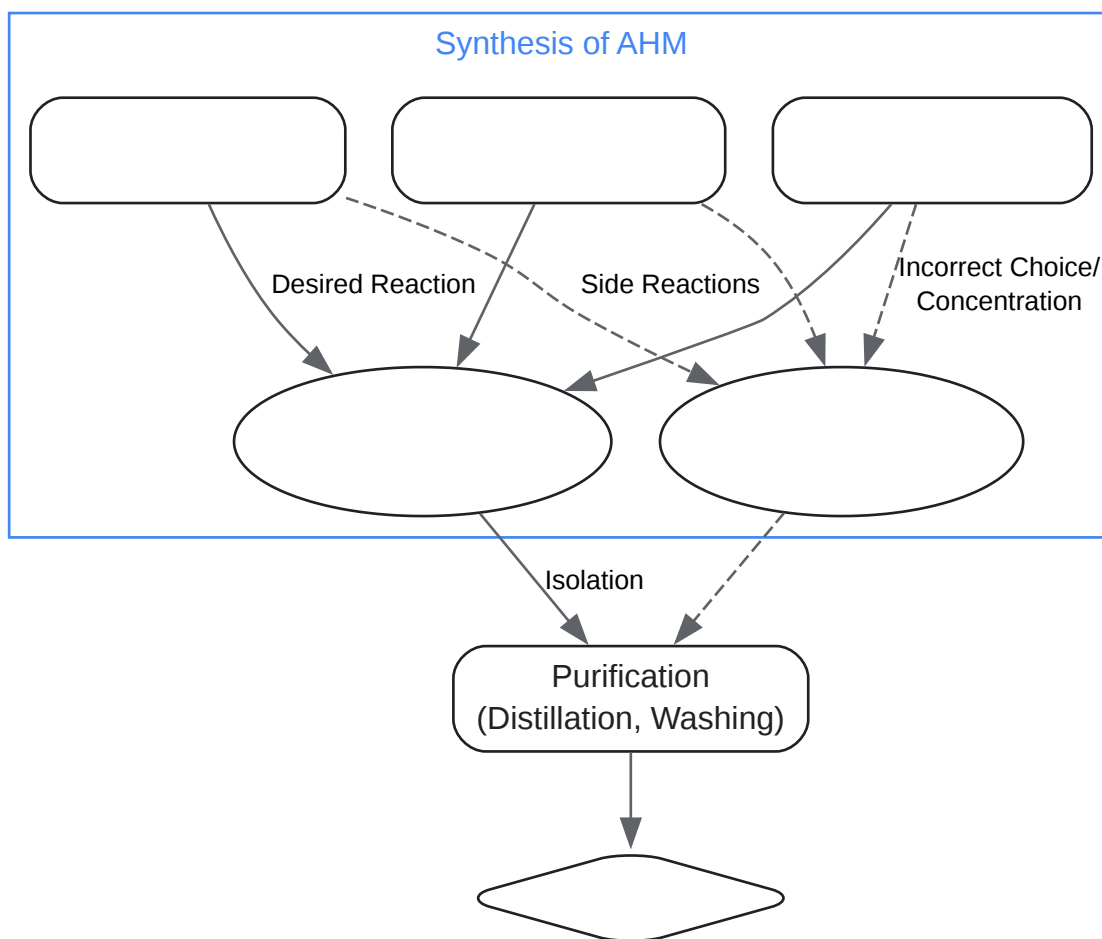 Synthesis of AHM
Desired Reaction
Side Reactions
Incorrect Choice/
Concentration
Isolation
Purification
(Distillation, Washing)